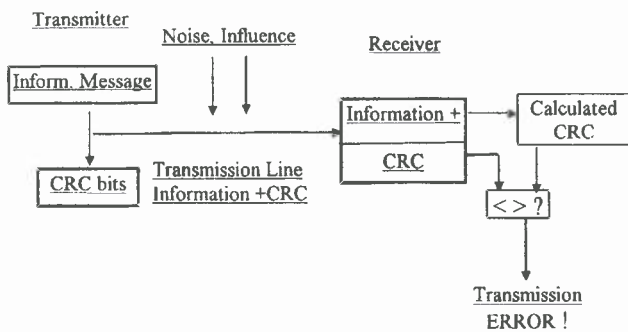 Transmitter
Noise, Influence
Receiver
Inform. Message
Information +
Calculated
CRC
CRC
CRC bits
Transmission Line
Information +CRC
< > ?
Transmission
ERROR !